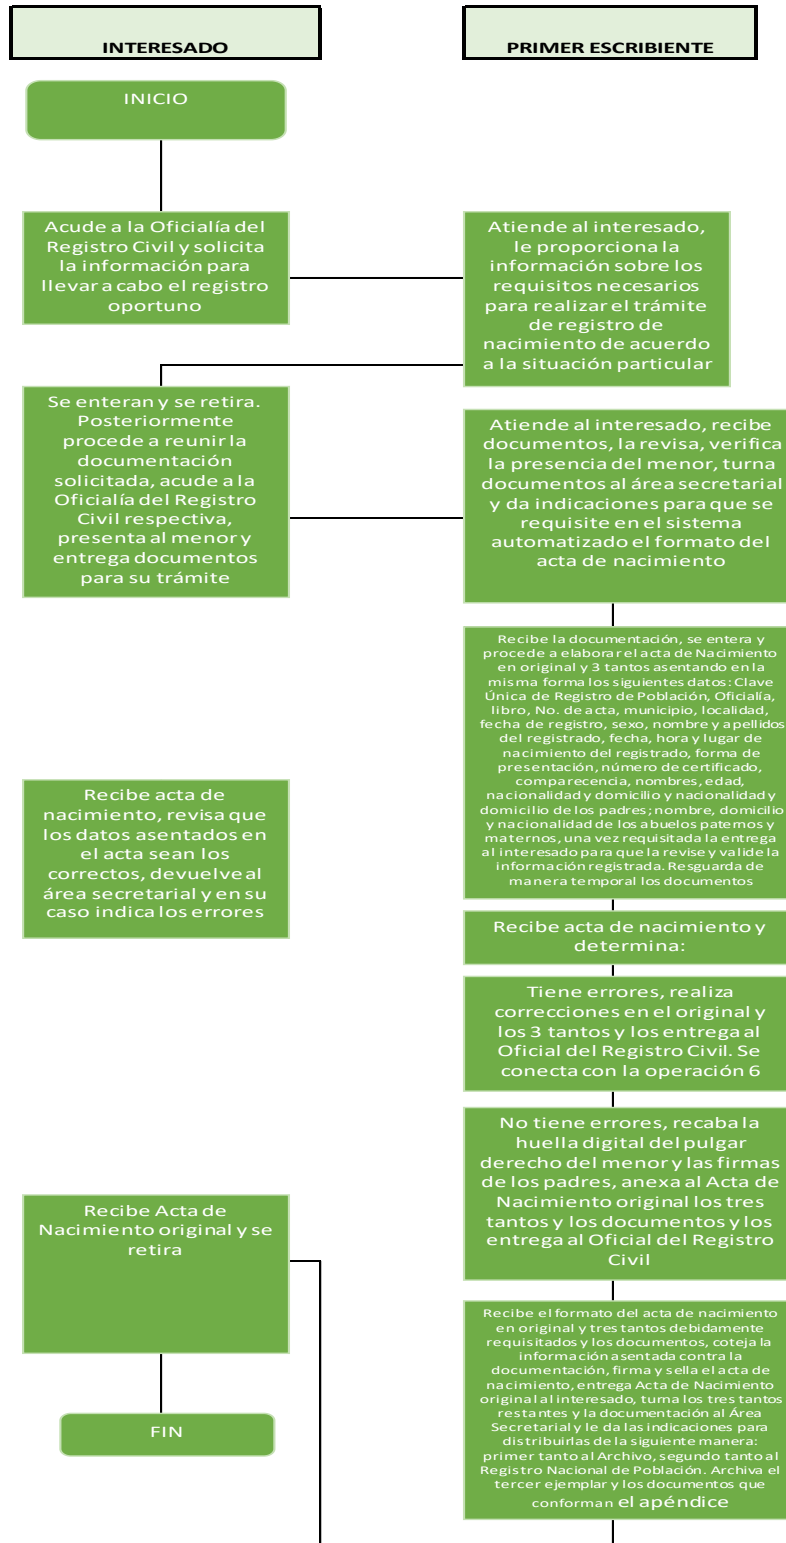 INTERESADO
PRIMER ESCRIBIENTE
INICIO
Acude a la Oficialía del
Registro Civil y solicita
la información para
llevar a cabo el registro
oportuno
Atiende al interesado,
le proporciona la
información sobre los
requisitos necesarios
para realizar el trámite
de registro de
nacimiento de acuerdo
a la situación particular
Se enteran y se retira.
Posteriormente
procede a reunir la
documentación
solicitada, acude a la
Oficialía del Registro
Civil respectiva,
presenta al menor y
entrega documentos
para su trámite
Atiende al interesado, recibe
documentos, la revisa, verifica
la presencia del menor, turna
documentos al área secretarial
y da indicaciones para que se
requisite en el sistema
automatizado el formato del
acta de nacimiento
Recibe la documentación, se entera y
procede a elaborar el acta de Nacimiento
en original y 3 tantos asentando en la
misma forma los siguientes datos: Clave
Única de Registro de Población, Oficialía,
libro, No. de acta, municipio, localidad,
fecha de registro, sexo, nombre y apellidos
del registrado, fecha, hora y lugar de
nacimiento del registrado, forma de
presentación, número de certificado,
comparecencia, nombres, edad,
nacionalidad y domicilio y nacionalidad y
domicilio de los padres; nombre, domicilio
y nacionalidad de los abuelos paternos y
maternos, una vez requisitada la entrega
al interesado para que la revise y valide la
información registrada. Resguarda de
manera temporal los documentos
Recibe acta de
nacimiento, revisa que
los datos asentados en
el acta sean los
correctos, devuelve al
área secretarial y en su
caso indica los errores
Recibe acta de nacimiento y
determina:
Tiene errores, realiza
correcciones en el original y
los 3 tantos y los entrega al
Oficial del Registro Civil. Se
conecta con la operación 6
No tiene errores, recaba la
huella digital del pulgar
derecho del menor y las firmas
de los padres, anexa al Acta de
Nacimiento original los tres
tantos y los documentos y los
entrega al Oficial del Registro
Civil
Recibe Acta de
Nacimiento original y se
retira
Recibe el formato del acta de nacimiento
en original y tres tantos debidamente
requisitados y los documentos, coteja la
información asentada contra la
documentación, firma y sella el acta de
nacimiento, entrega Acta de Nacimiento
original al interesado, turna los tres tantos
restantes y la documentación al Área
Secretarial y le da las indicaciones para
distribuirlas de la siguiente manera:
primer tanto al Archivo, segundo tanto al
Registro Nacional de Población. Archiva el
tercer ejemplar y los documentos que
conforman el apéndice
FIN